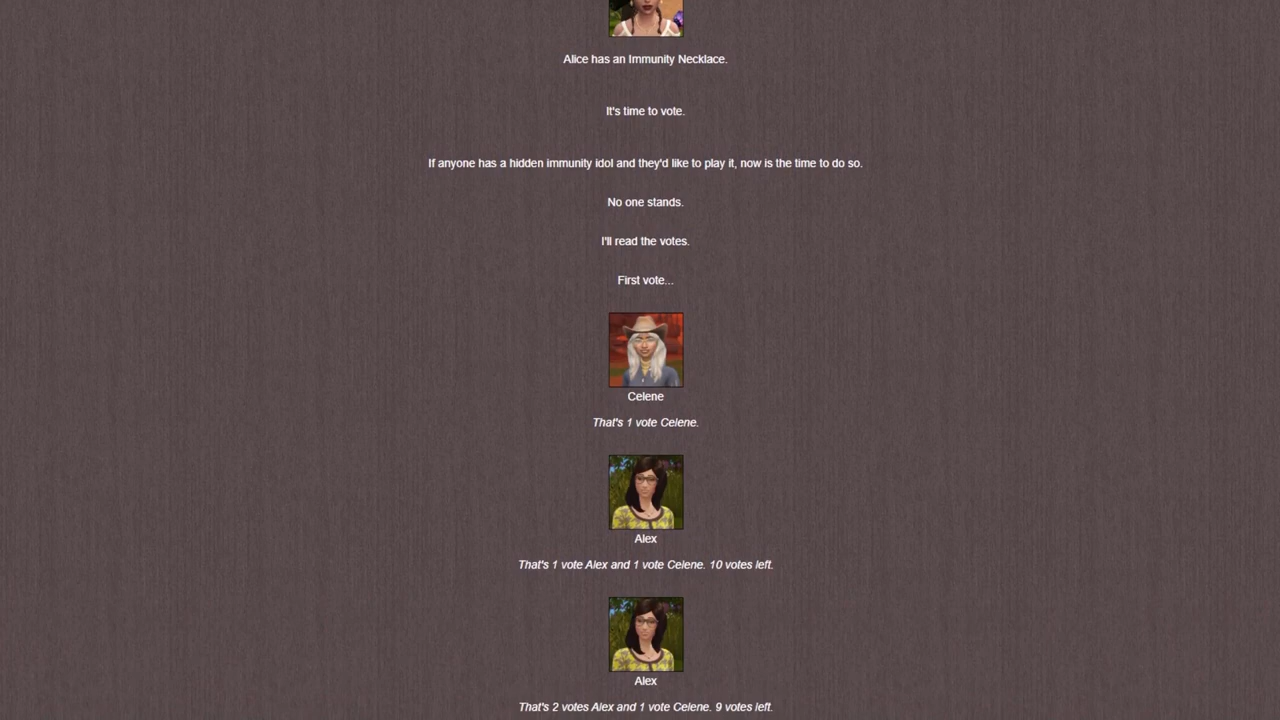 Alice has an Immunity Necklace.
It's time to vote.
If anyone has a hidden immunity idol and they'd like to play it, now is the time to do so.
No one stands.
I'll read the votes.
First vote...
Celene
That's 1 vote Celene.
Alex
That's 1 vote Alex and 1 vote Celene. 10 votes left.
Alex
That's 2 votes Alex and 1 vote Celene. 9 votes left.